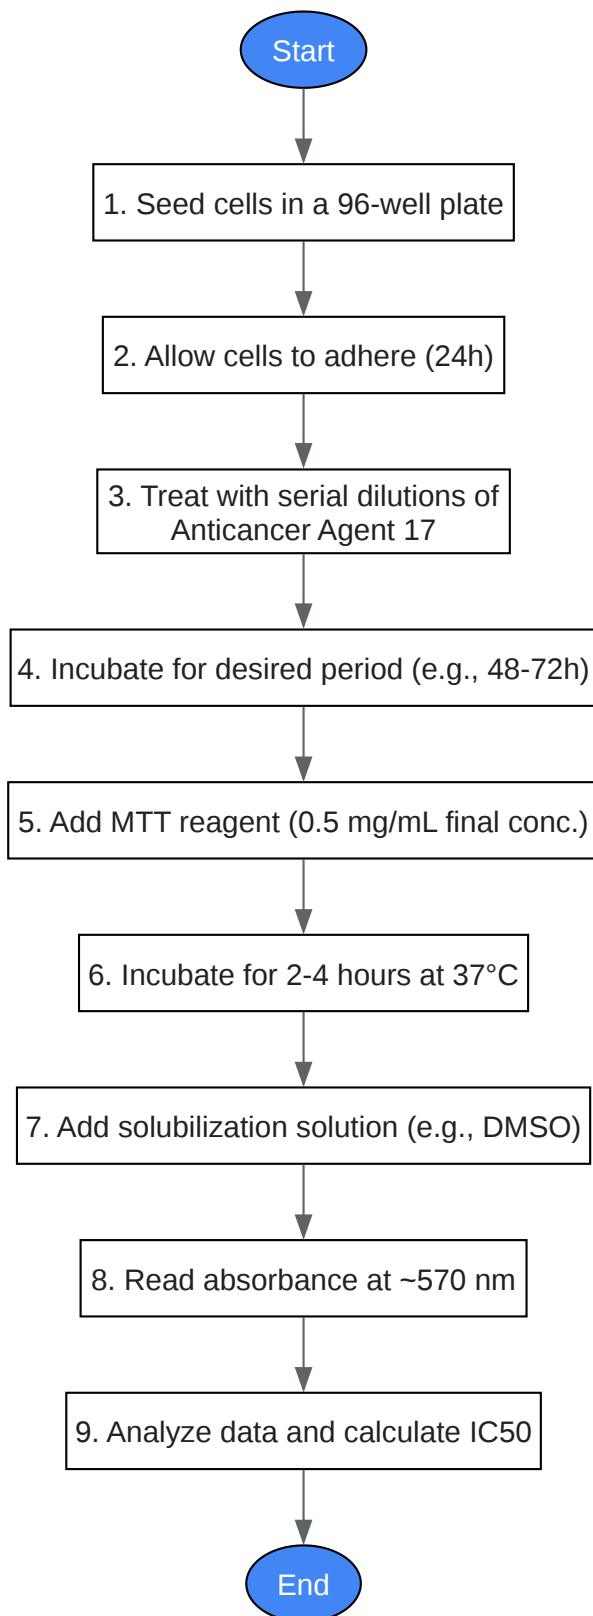 Start
1. Seed cells in a 96-well plate
2. Allow cells to adhere (24h)
3. Treat with serial dilutions of
Anticancer Agent 17
4. Incubate for desired period (e.g., 48-72h)
5. Add MTT reagent (0.5 mg/mL final conc.)
6. Incubate for 2-4 hours at 37°C
7. Add solubilization solution (e.g., DMSO)
8. Read absorbance at ~570 nm
9. Analyze data and calculate IC50
End